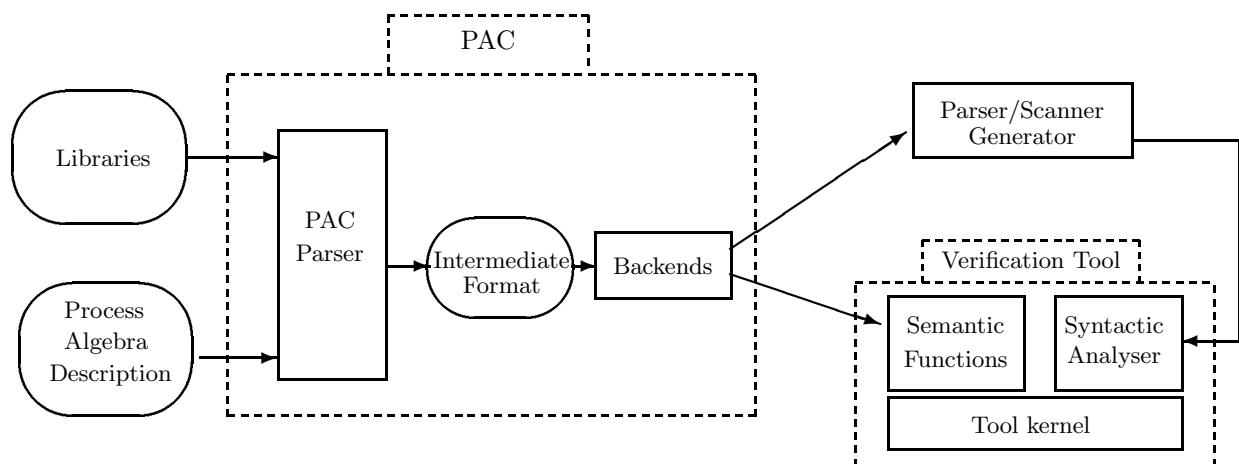 PAC
Libraries
PAC
Parser
Process
Algebra
Description
Intermediate
Format
Backends
Parser/Scanner
Generator
Verification Tool
Semantic
Functions
Syntactic
Analyser
Tool kernel